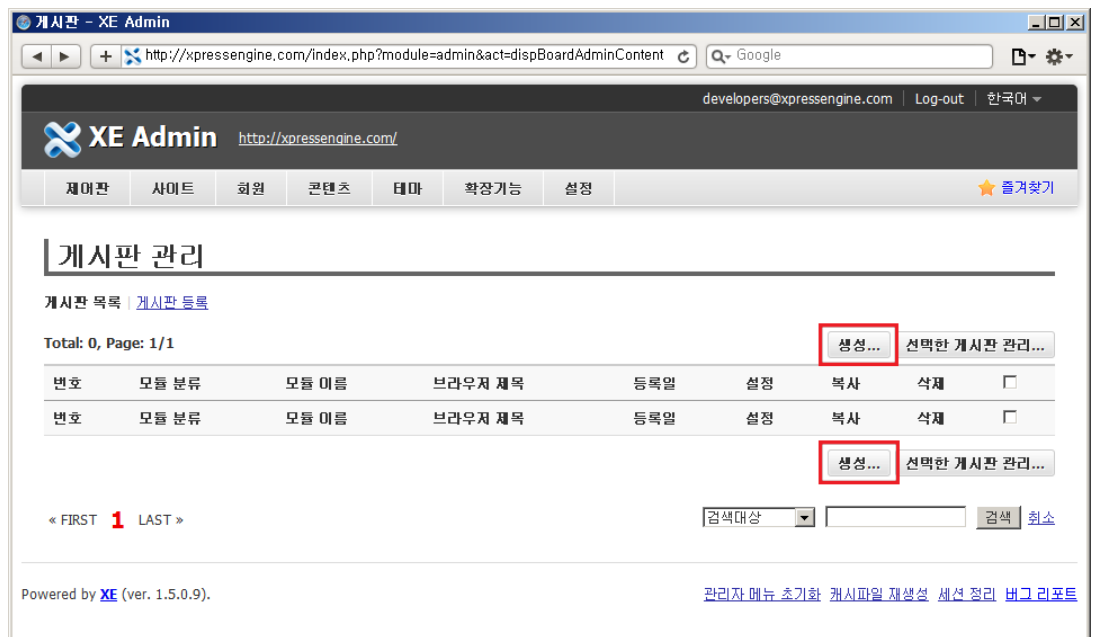 게시판 - XE Admin
http://xpressengine.com/index.php?module=admin&act=dispBoardAdminContent Google
developers@xpressengine.com Log-out 한국어
XE Admin http://xpressengine.com/
제어판 사이트 회원 콘텐츠 테마 확장기능 설정 즐겨찾기
게시판 관리
게시판 목록 게시판 등록
Total: 0, Page: 1/1 생성... 선택한 게시판 관리...
번호 모듈 분류 모듈 이름 브라우저 제목 등록일 설정 복사 삭제
번호 모듈 분류 모듈 이름 브라우저 제목 등록일 설정 복사 삭제
생성... 선택한 게시판 관리...
« FIRST 1 LAST » 검색대상 검색 취소
Powered by XE (ver. 1.5.0.9). 관리자 메뉴 초기화 캐시파일 재생성 세션 정리 버그 리포트